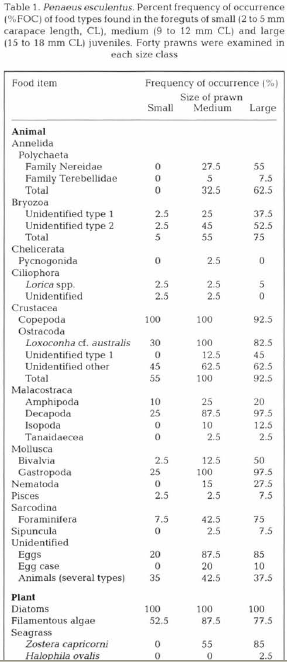 Table 1. Penaeus esculentus. Percent frequency of occurrence
(%FOC) of food types found in the foreguts of small (2 to 5 mm
carapace length, CL), medium (9 to 12 mm CL) and large
(15 to 18 mm CL) juveniles. Forty prawns were examined in
each size class
Food item Frequency of occurrence (%)
Size of prawn
Small Medium Large
Animal
Annelida
Polychaeta
Family Nereidae 0 27.5 55
Family Terebellidae 0 5 7.5
Total 0 32.5 62.5
Bryozoa
Unidentified type 1 2.5 25 37.5
Unidentified type 2 2.5 45 52.5
Total 5 55 75
Chelicerata
Pycnogonida 0 2.5 0
Ciliophora
Lorica spp. 2.5 2.5 5
Unidentified 2.5 2.5 0
Crustacea
Copepoda 100 100 92.5
Ostracoda
Loxoconcha cf. australis 30 100 82.5
Unidentified type 1 0 12.5 45
Unidentified other 45 62.5 62.5
Total 55 100 92.5
Malacostraca
Amphipoda 10 25 20
Decapoda 25 87.5 97.5
Isopoda 0 10 12.5
Tanaidaecea 0 2.5 2.5
Mollusca
Bivalvia 2.5 12.5 50
Gastropoda 25 100 97.5
Nematoda 0 15 27.5
Pisces 2.5 2.5 7.5
Sarcodina
Foraminifera 7.5 42.5 75
Sipuncula 0 2.5 7.5
Unidentified
Eggs 20 87.5 85
Egg case 0 20 10
Animals (several types) 35 42.5 37.5
Plant
Diatoms 100 100 100
Filamentous algae 52.5 87.5 77.5
Seagrass
Zostera capricorni 0 55 85
Halophila ovalis 0 0 2.5